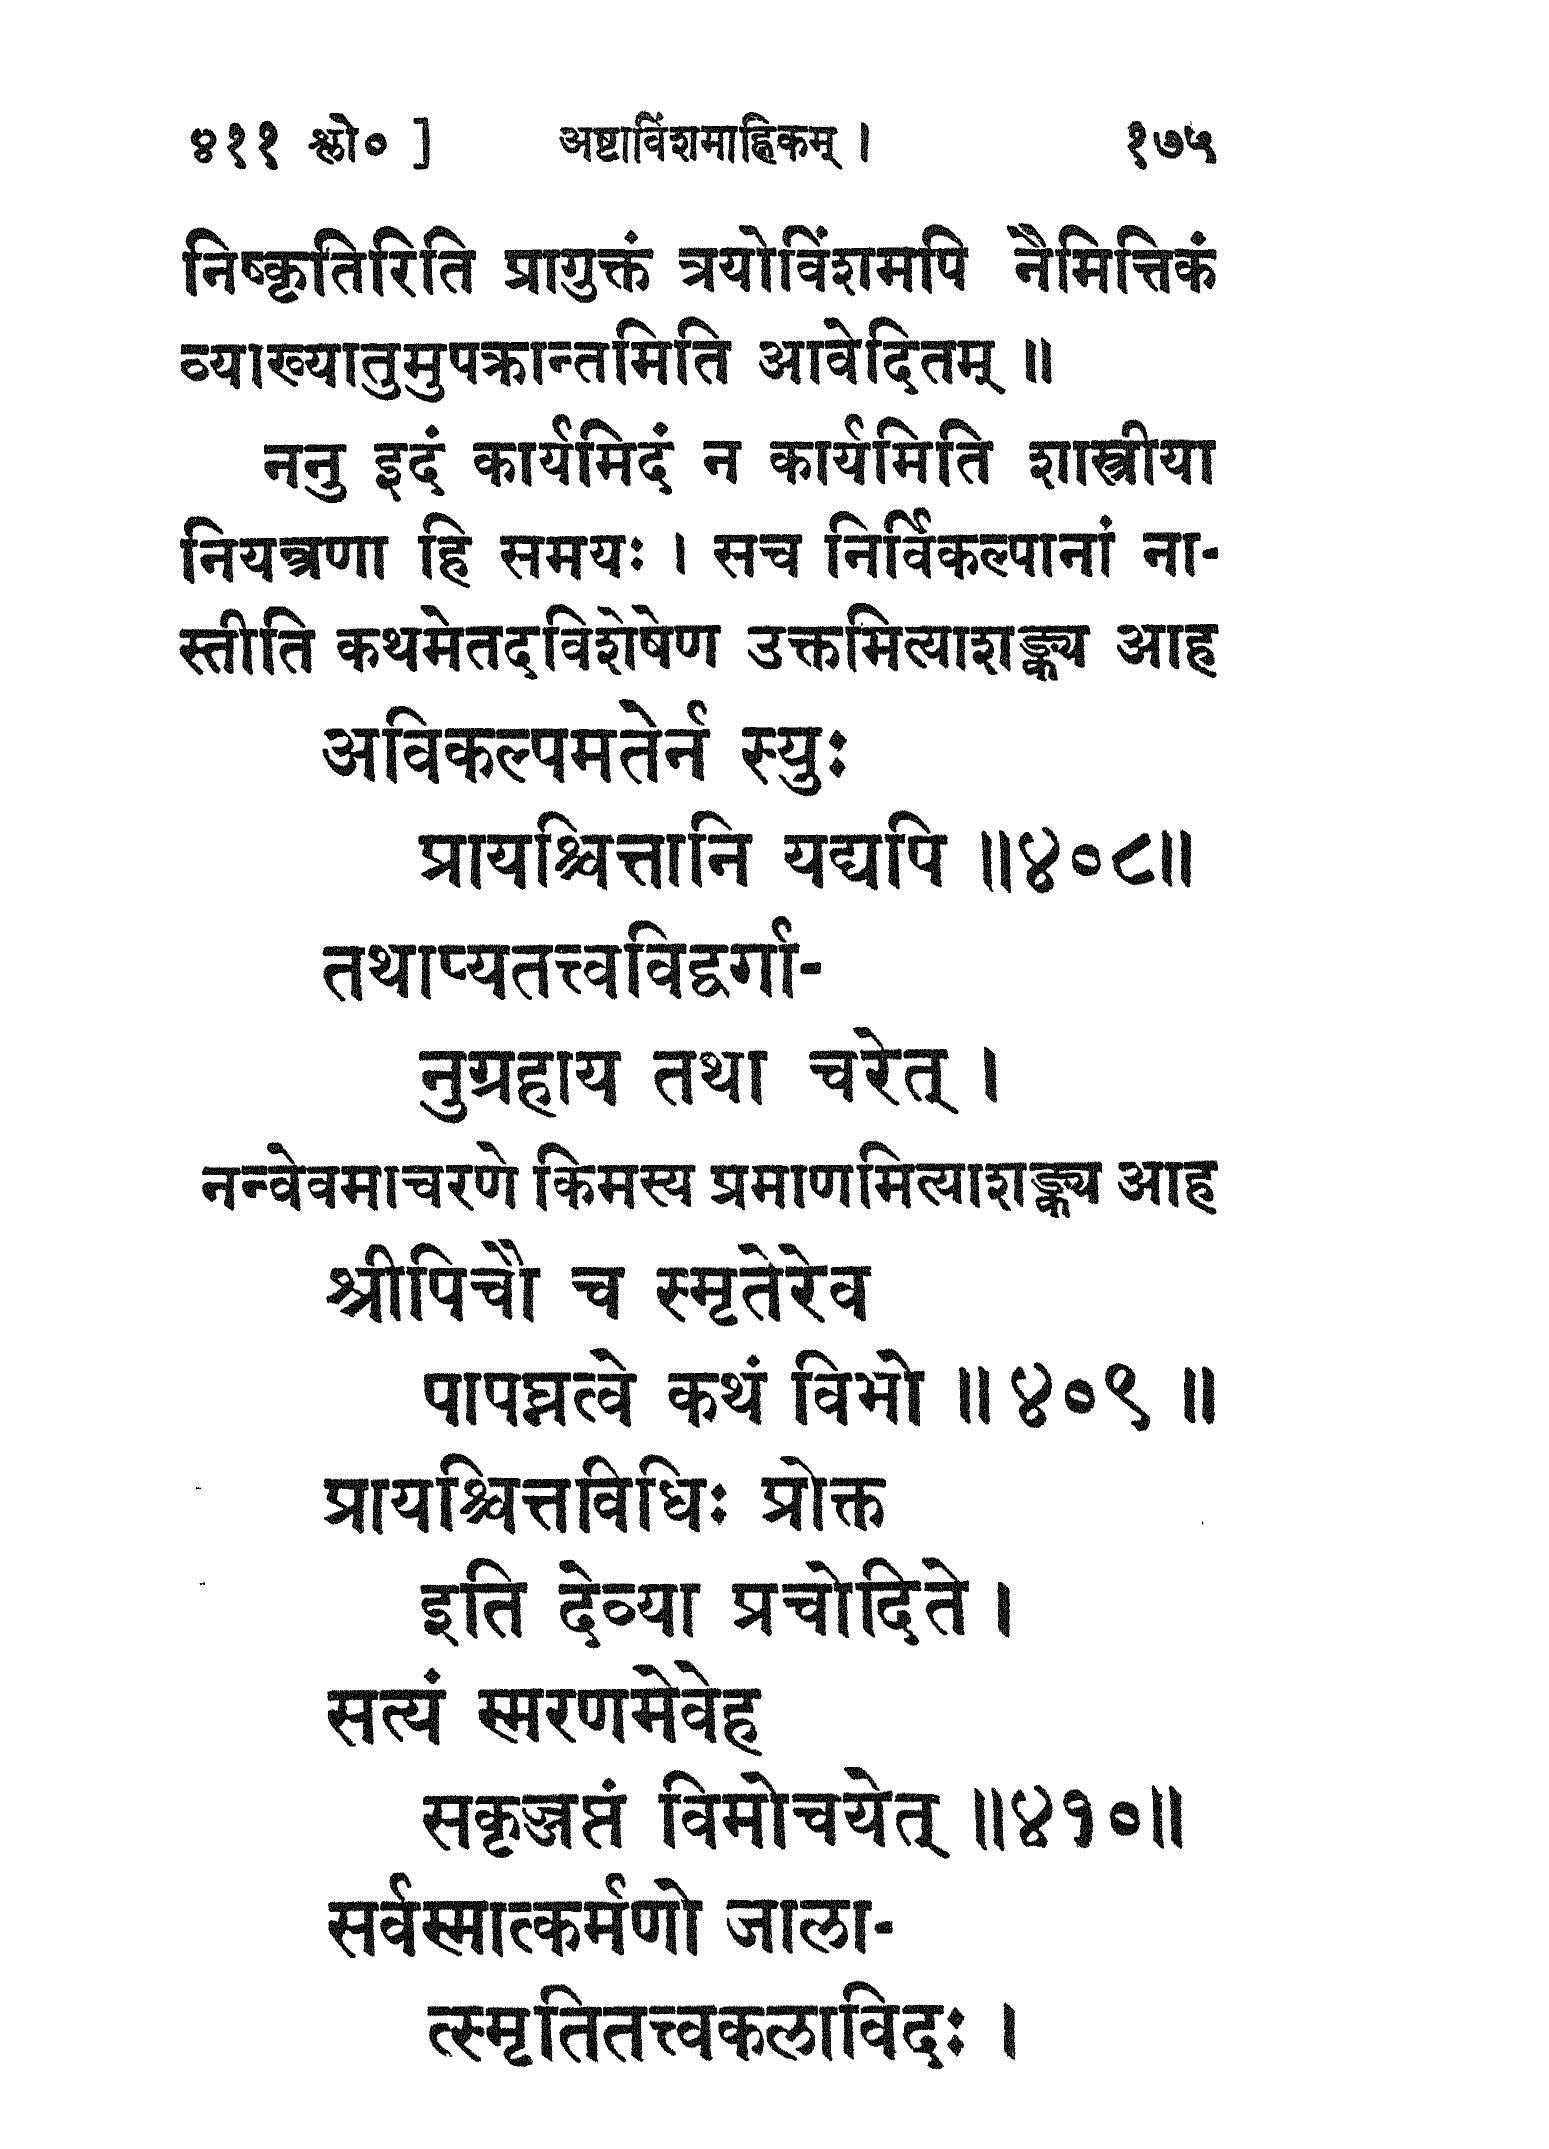 ४११ श्लो० ] अष्टाविंशमाह्निकम् । १७५
निष्कृतिरिति प्रागुक्तं त्रयोविंशमपि नैमित्तिकं
व्याख्यातुमुपक्रान्तमिति आवेदितम् ॥
ननु इदं कार्यमिदं न कार्यमिति शास्त्रीया
नियन्त्रणा हि समयः । सच निर्विकल्पानां ना-
स्तीति कथमेतदविशेषेण उक्तमित्याशङ्क्य आह
अविकल्पमतेर्न स्युः
प्रायश्चित्तानि यद्यपि ॥४०८॥
तथाप्यतत्त्वविद्वर्गा-
नुग्रहाय तथा चरेत् ।
नन्वेवमाचरणे किमस्य प्रमाणमित्याशङ्क्य आह
श्रीपिचौ च स्मृतेरेव
पापघ्नत्वे कथं विभो ॥ ४०९ ॥
प्रायश्चित्तविधिः प्रोक्त
इति देव्या प्रचोदिते ।
सत्यं स्मरणमेवेह
सकृज्जप्तं विमोचयेत् ॥४१०॥
सर्वस्मात्कर्मणो जाला-
त्स्मृतितत्त्वकलाविदः ।